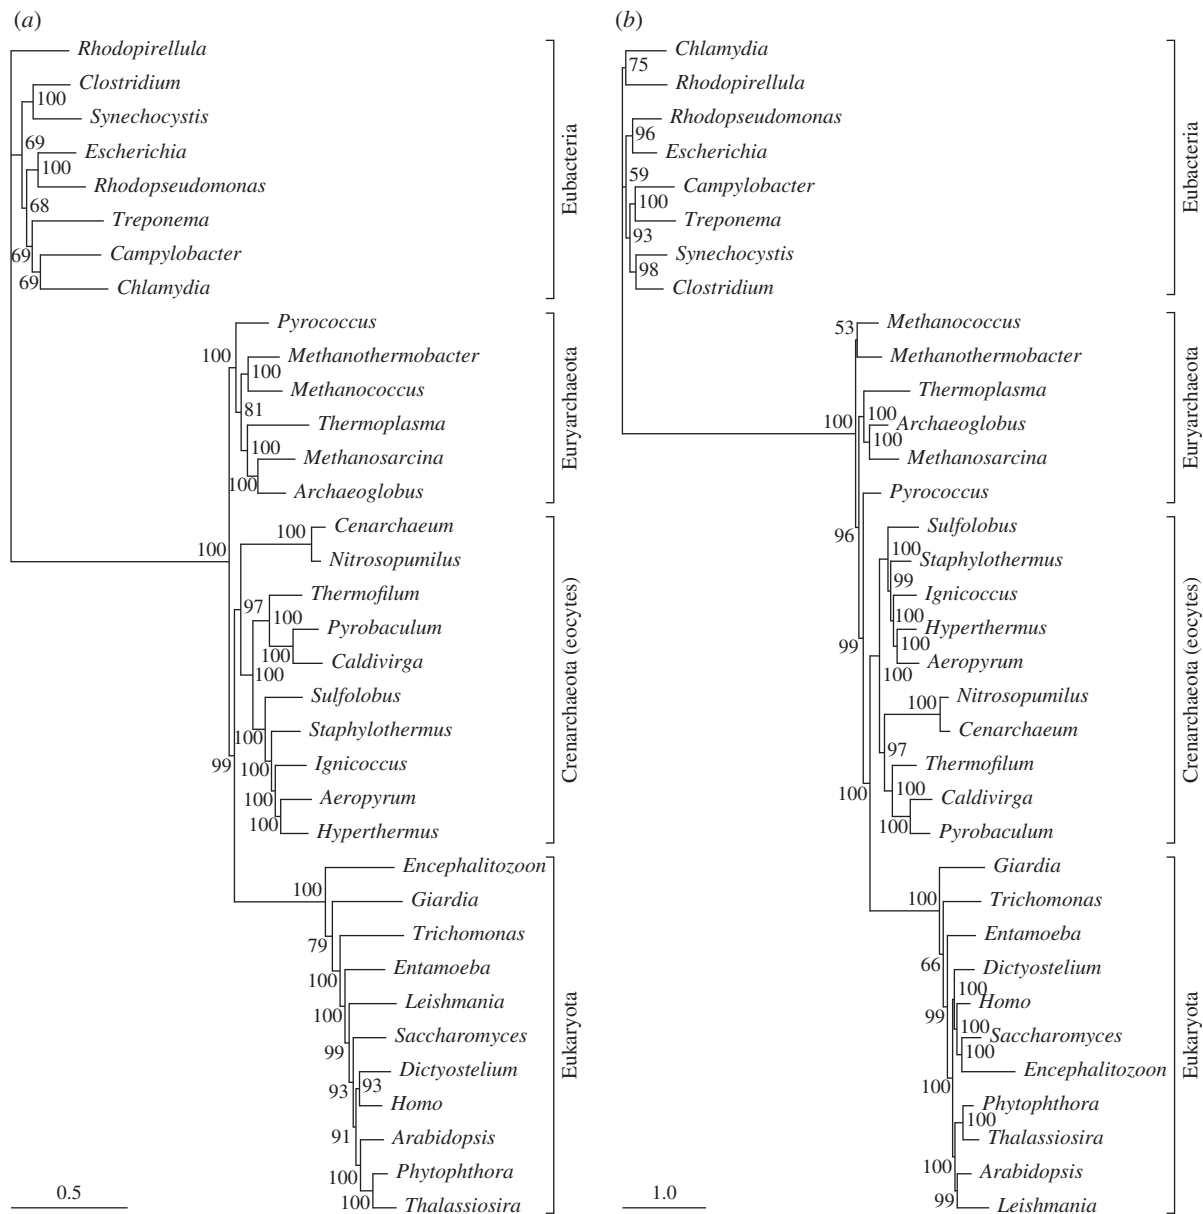 (a)
Rhodopirellula
Clostridium
100
Synechocystis
69
Escherichia
100
Rhodopseudomonas
68
Treponema
69
Campylobacter
69
Chlamydia
Eubacteria
Pyrococcus
100
Methanothermobacter
100
Methanococcus
81
Thermoplasma
100
Methanosarcina
100
Archaeoglobus
Euryarchaeota
100
Cenarchaeum
100
Nitrosopumilus
Thermofilum
97
100
Pyrobaculum
100
Caldivirga
100
Sulfolobus
100
Staphylothermus
99
100
Ignicoccus
100
Aeropyrum
100
Hyperthermus
Crenarchaeota (eocytes)
Encephalitozoon
100
Giardia
79
Trichomonas
100
Entamoeba
100
Leishmania
99
Saccharomyces
93
Dictyostelium
93
Homo
91
Arabidopsis
100
Phytophthora
100
Thalassiosira
Eukaryota
0.5
(b)
Chlamydia
75
Rhodopirellula
Rhodopseudomonas
96
Escherichia
59
Campylobacter
100
Treponema
93
Synechocystis
98
Clostridium
Eubacteria
Methanococcus
53
Methanothermobacter
Thermoplasma
100
100
Archaeoglobus
100
Methanosarcina
Pyrococcus
96
Euryarchaeota
Sulfolobus
100
Staphylothermus
99
Ignicoccus
100
Hyperthermus
100
99
Aeropyrum
100
Nitrosopumilus
100
Cenarchaeum
97
Thermofilum
100
100
Caldivirga
100
Pyrobaculum
Crenarchaeota (eocytes)
Giardia
100
Trichomonas
66
Entamoeba
Dictyostelium
100
99
Homo
100
Saccharomyces
100
Encephalitozoon
100
Phytophthora
100
Thalassiosira
100
Arabidopsis
99
Leishmania
Eukaryota
1.0